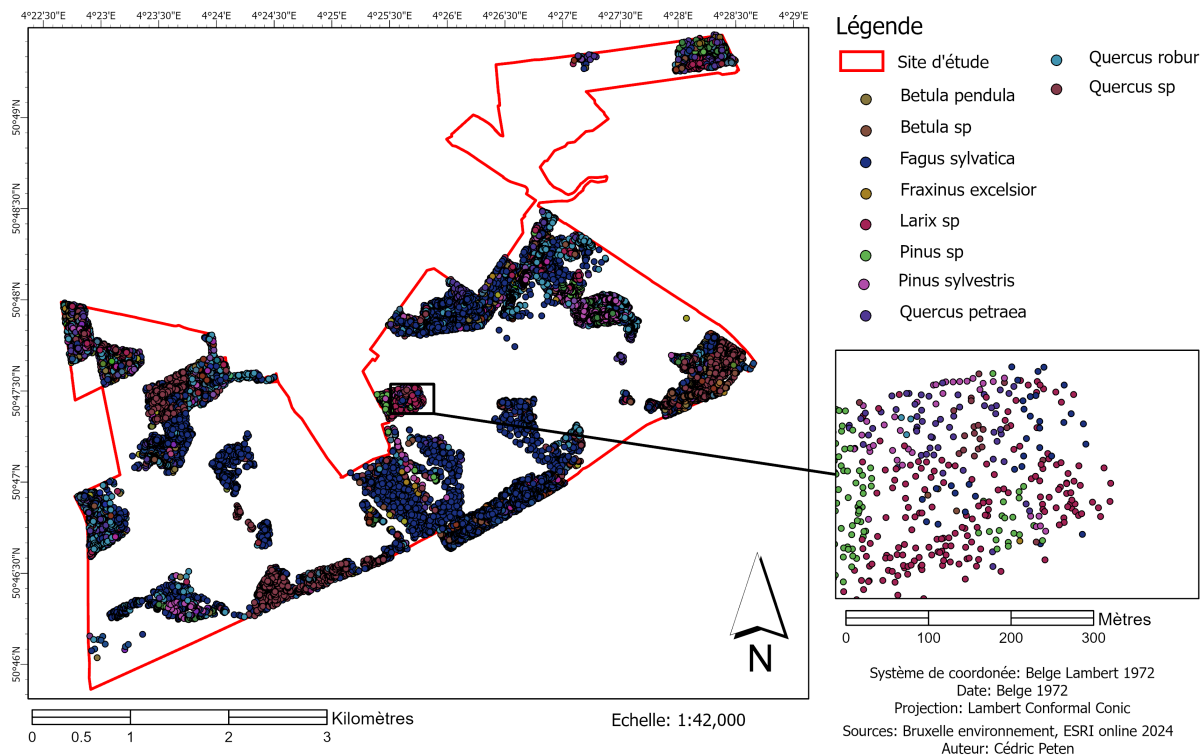 4°22'30"E 4°23'E 4°23'30"E 4°24'E 4°24'30"E 4°25'E 4°25'30"E 4°26'E 4°26'30"E 4°27'E 4°27'30"E 4°28'E 4°28'30"E 4°29'E
50°49'N
50°48'30"N
50°48'N
50°47'30"N
50°47'N
50°46'30"N
50°46'N
N
0 0.5 1 2 3 Kilomètres
Echelle: 1:42,000
Légende
Site d'étude
Betula pendula
Betula sp
Fagus sylvatica
Fraxinus excelsior
Larix sp
Pinus sp
Pinus sylvestris
Quercus petraea
Quercus robur
Quercus sp
0 100 200 300 Mètres
Système de coordonée: Belge Lambert 1972
Date: Belge 1972
Projection: Lambert Conformal Conic
Sources: Bruxelle environnement, ESRI online 2024
Auteur: Cédric Peten